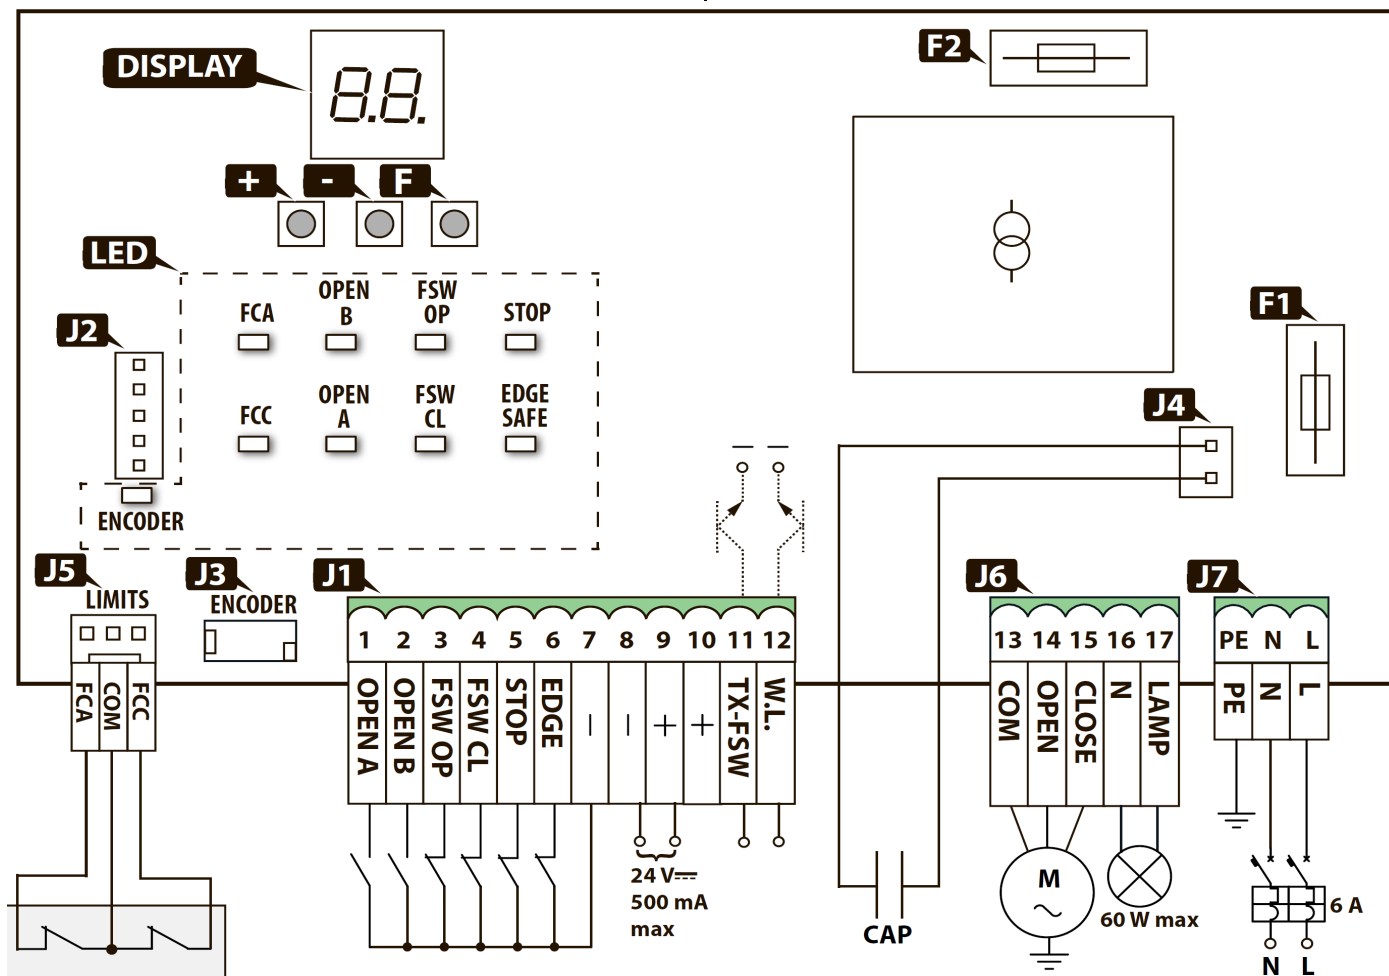 DISPLAY
8.8.
F2
+ - F
LED
FCA
OPEN
B
FSW
OP
STOP
FCC
OPEN
A
FSW
CL
EDGE
SAFE
J2
ENCODER
F1
J4
J5
LIMITS
J3
ENCODER
J1
J6
J7
1 2 3 4 5 6 7 8 9 10 11 12
13 14 15 16 17
PE N L
FCA
COM
FCC
OPEN A
OPEN B
FSW OP
FSW CL
STOP
EDGE
–
–
+
+
TX-FSW
W.L.
COM
OPEN
CLOSE
N
LAMP
PE
N
L
24 V⎓
500 mA
max
CAP
M
60 W max
6 A
N L